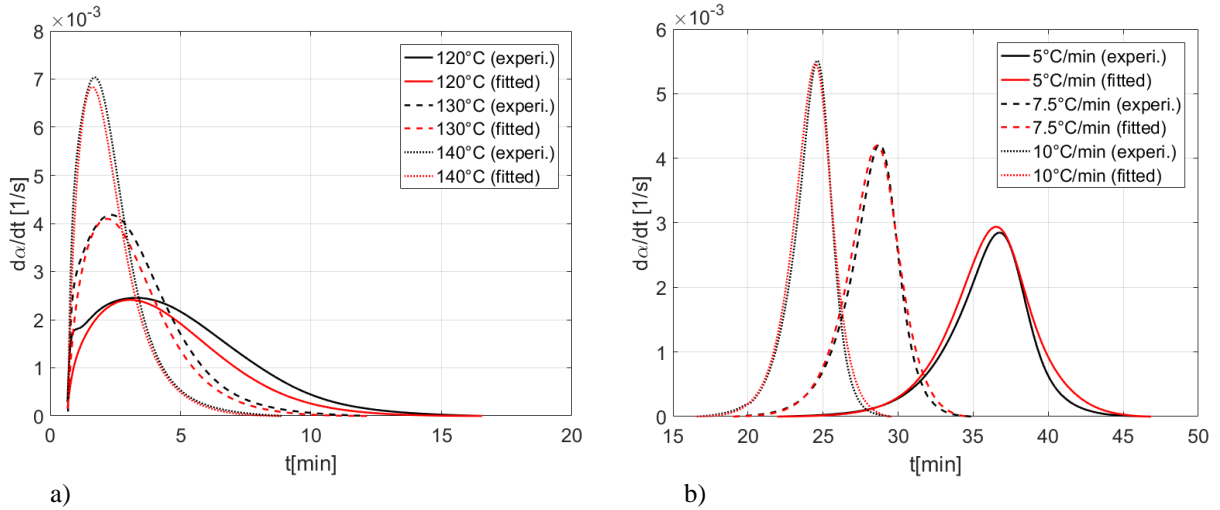 ×10⁻³
8
7
6
5
4
3
2
1
0
0 5 10 15 20
dα/dt [1/s]
t[min]
120°C (experi.)
120°C (fitted)
130°C (experi.)
130°C (fitted)
140°C (experi.)
140°C (fitted)
a)
×10⁻³
6
5
4
3
2
1
0
15 20 25 30 35 40 45 50
dα/dt [1/s]
t[min]
5°C/min (experi.)
5°C/min (fitted)
7.5°C/min (experi.)
7.5°C/min (fitted)
10°C/min (experi.)
10°C/min (fitted)
b)